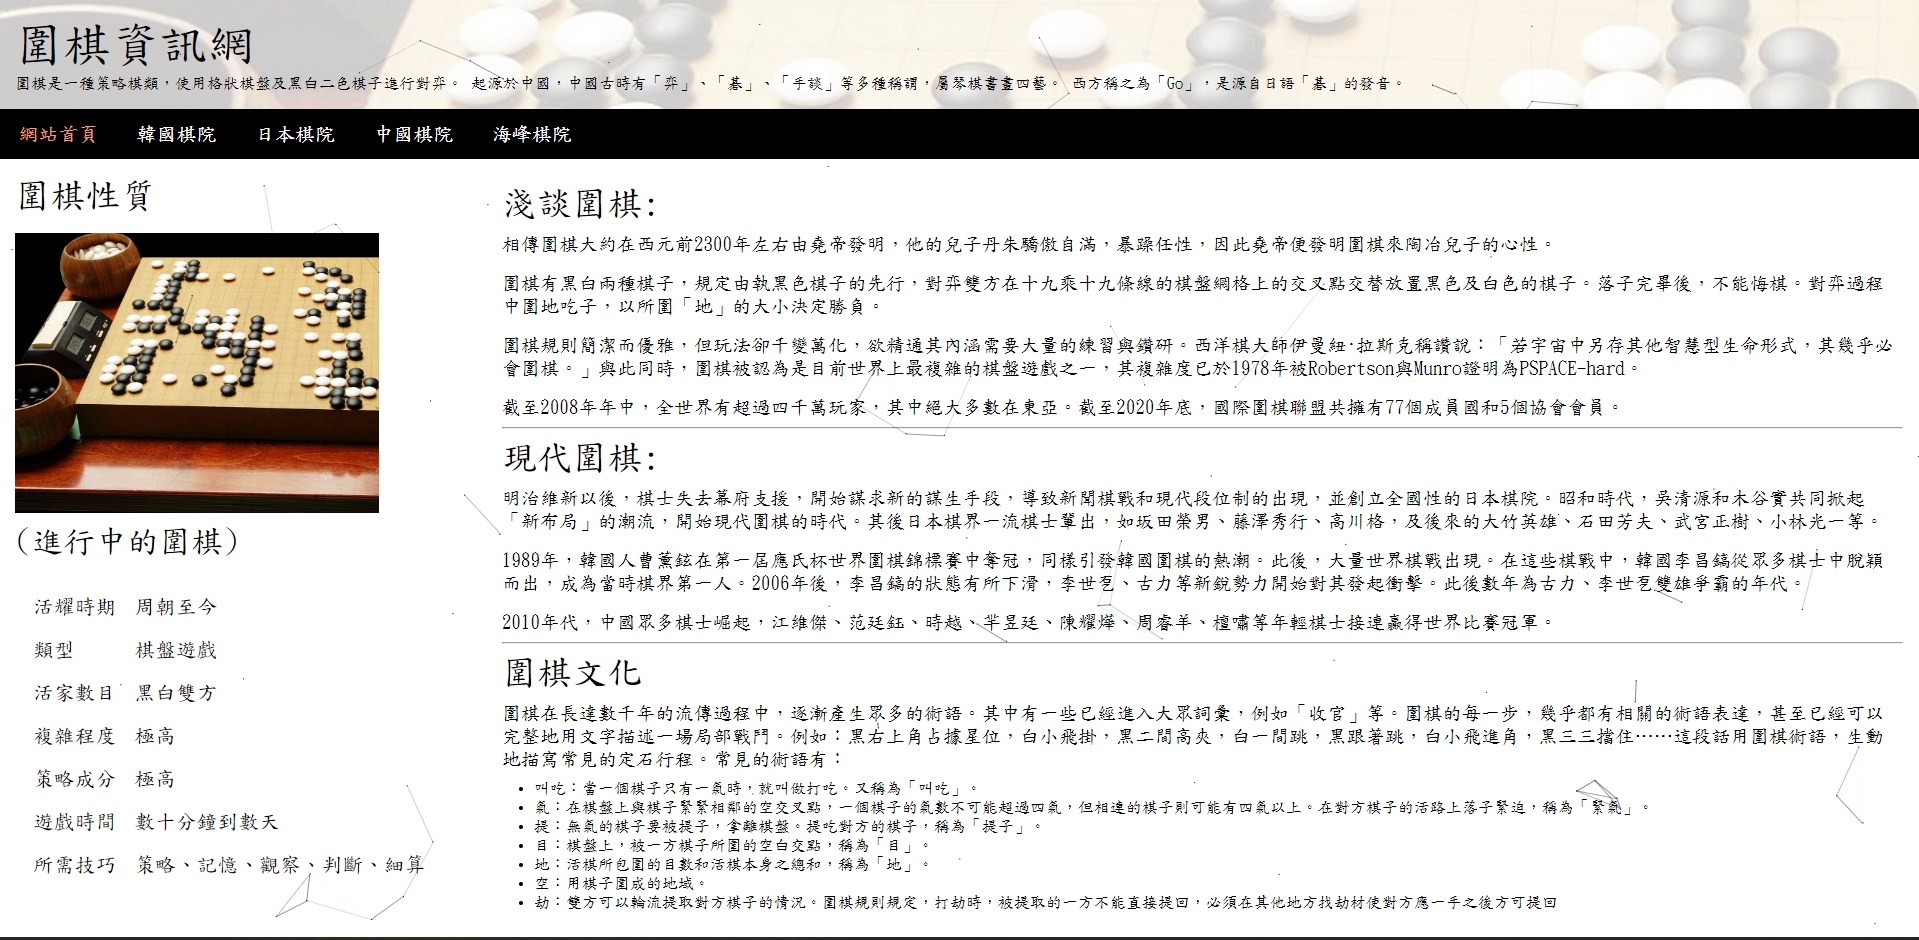 圍棋資訊網
圍棋是一種策略棋類，使用格狀棋盤及黑白二色棋子進行對弈。 起源於中國，中國古時有「弈」、「碁」、「手談」等多種稱謂，屬琴棋書畫四藝。 西方稱之為「Go」，是源自日語「碁」的發音。
網站首頁 韓國棋院 日本棋院 中國棋院 海峰棋院
圍棋性質
(進行中的圍棋)
活耀時期 周朝至今
類型 棋盤遊戲
活家數目 黑白雙方
複雜程度 極高
策略成分 極高
遊戲時間 數十分鐘到數天
所需技巧 策略、記憶、觀察、判斷、細算
淺談圍棋:
相傳圍棋大約在西元前2300年左右由堯帝發明，他的兒子丹朱驕傲自滿，暴躁任性，因此堯帝便發明圍棋來陶冶兒子的心性。
圍棋有黑白兩種棋子，規定由執黑色棋子的先行，對弈雙方在十九乘十九條線的棋盤網格上的交叉點交替放置黑色及白色的棋子。落子完畢後，不能悔棋。對弈過程
中圍地吃子，以所圍「地」的大小決定勝負。
圍棋規則簡潔而優雅，但玩法卻千變萬化，欲精通其內涵需要大量的練習與鑽研。西洋棋大師伊曼紐·拉斯克稱讚說：「若宇宙中另存其他智慧型生命形式，其幾乎必
會圍棋。」與此同時，圍棋被認為是目前世界上最複雜的棋盤遊戲之一，其複雜度已於1978年被Robertson與Munro證明為PSPACE-hard。
截至2008年年中，全世界有超過四千萬玩家，其中絕大多數在東亞。截至2020年底，國際圍棋聯盟共擁有77個成員國和5個協會會員。
現代圍棋:
明治維新以後，棋士失去幕府支援，開始謀求新的謀生手段，導致新聞棋戰和現代段位制的出現，並創立全國性的日本棋院。昭和時代，吳清源和木谷實共同掀起
「新布局」的潮流，開始現代圍棋的時代。其後日本棋界一流棋士輩出，如坂田榮男、藤澤秀行、高川格，及後來的大竹英雄、石田芳夫、武宮正樹、小林光一等。
1989年，韓國人曹薰鉉在第一屆應氏杯世界圍棋錦標賽中奪冠，同樣引發韓國圍棋的熱潮。此後，大量世界棋戰出現。在這些棋戰中，韓國李昌鎬從眾多棋士中脫穎
而出，成為當時棋界第一人。2006年後，李昌鎬的狀態有所下滑，李世乭、古力等新銳勢力開始對其發起衝擊。此後數年為古力、李世乭雙雄爭霸的年代。
2010年代，中國眾多棋士崛起，江維傑、范廷鈺、時越、羋昱廷、陳耀燁、周睿羊、檀嘯等年輕棋士接連贏得世界比賽冠軍。
圍棋文化
圍棋在長達數千年的流傳過程中，逐漸產生眾多的術語。其中有一些已經進入大眾詞彙，例如「收官」等。圍棋的每一步，幾乎都有相關的術語表達，甚至已經可以
完整地用文字描述一場局部戰鬥。例如：黑右上角占據星位，白小飛掛，黑二間高夾，白一間跳，黑跟著跳，白小飛進角，黑三三擋住……這段話用圍棋術語，生動
地描寫常見的定石行程。常見的術語有：
• 叫吃：當一個棋子只有一氣時，就叫做打吃。又稱為「叫吃」。
• 氣：在棋盤上與棋子緊緊相鄰的空交叉點，一個棋子的氣數不可能超過四氣，但相連的棋子則可能有四氣以上。在對方棋子的活路上落子緊迫，稱為「緊氣」。
• 提：無氣的棋子要被提子，拿離棋盤。提吃對方的棋子，稱為「提子」。
• 目：棋盤上，被一方棋子所圍的空白交點，稱為「目」。
• 地：活棋所包圍的目數和活棋本身之總和，稱為「地」。
• 空：用棋子圍成的地域。
• 劫：雙方可以輪流提取對方棋子的情況。圍棋規則規定，打劫時，被提取的一方不能直接提回，必須在其他地方找劫材使對方應一手之後方可提回